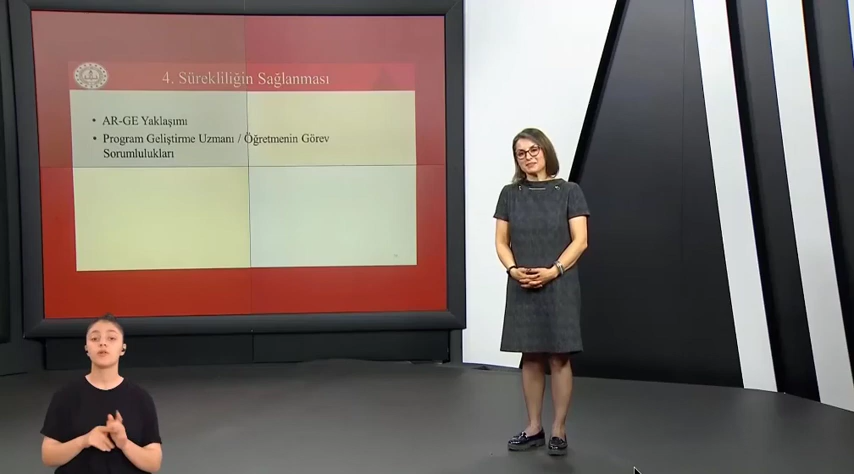 4. Sürekliliğin Sağlanması
• AR-GE Yaklaşımı
• Program Geliştirme Uzmanı / Öğretmenin Görev
Sorumlulukları